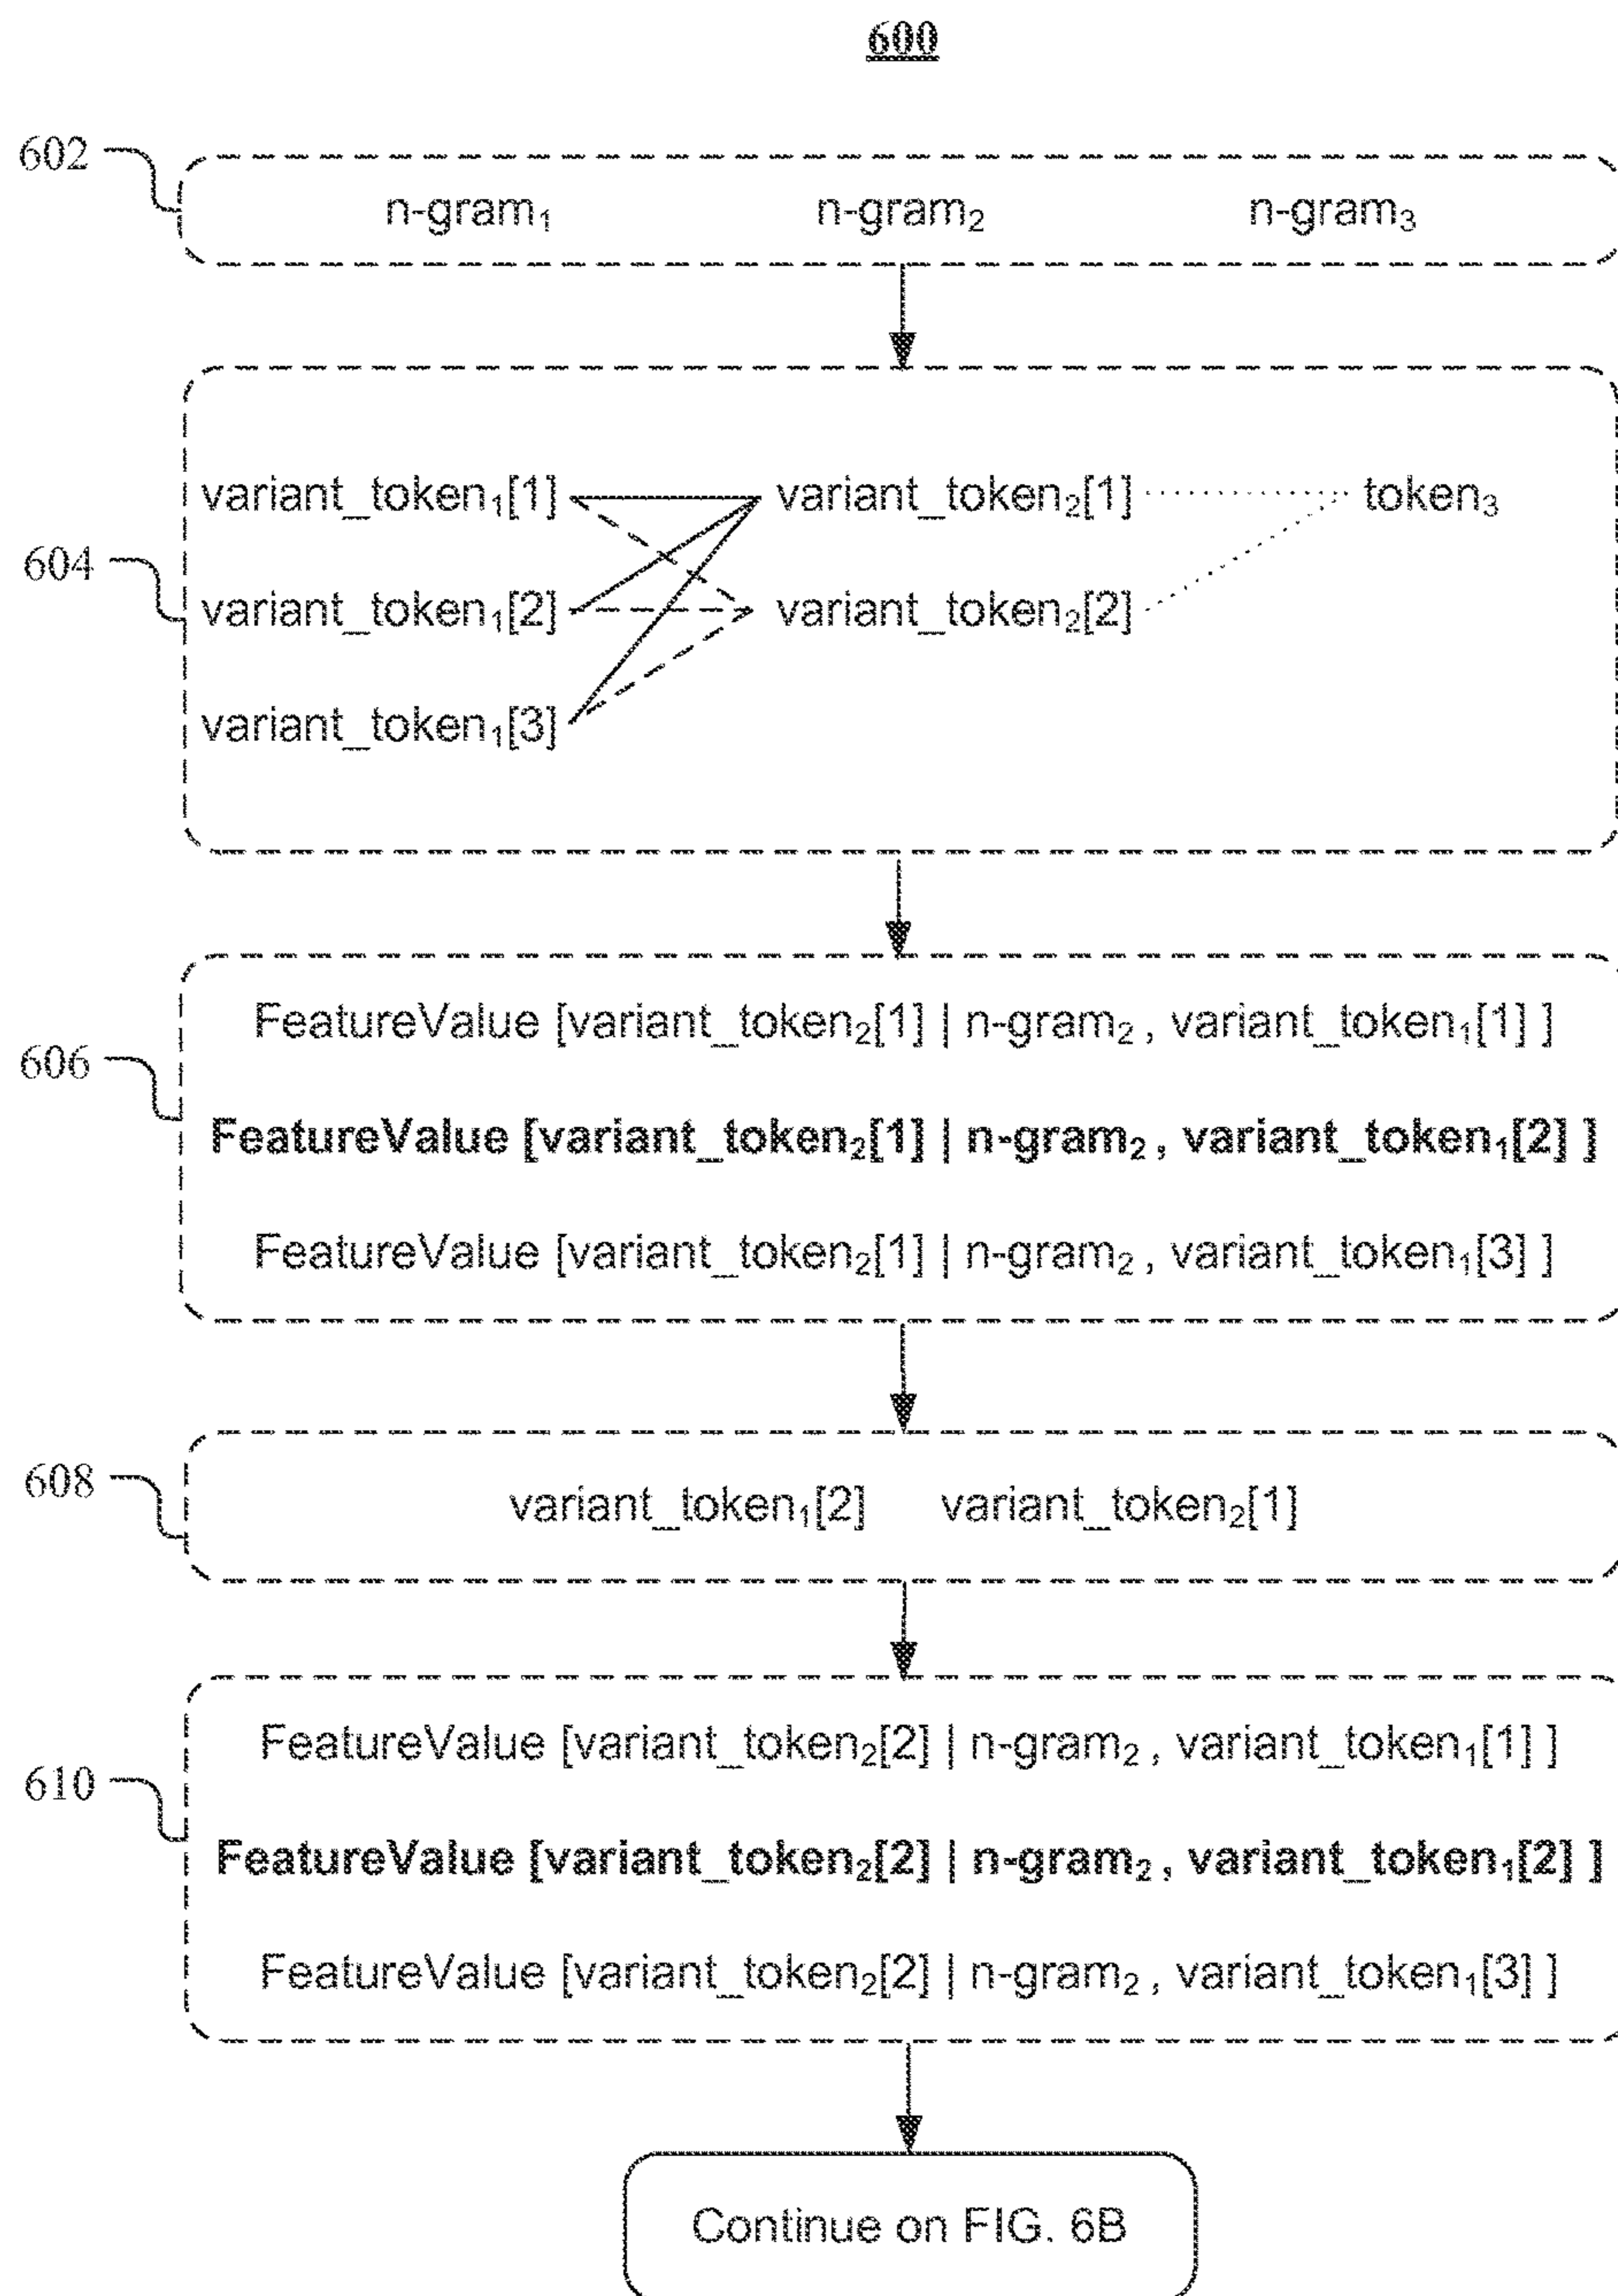 600
602
n-gram₁ n-gram₂ n-gram₃
604
variant_token₁[1] variant_token₂[1] token₃
variant_token₁[2] variant_token₂[2]
variant_token₁[3]
606
FeatureValue [variant_token₂[1] | n-gram₂ , variant_token₁[1] ]
FeatureValue [variant_token₂[1] | n-gram₂ , variant_token₁[2] ]
FeatureValue [variant_token₂[1] | n-gram₂ , variant_token₁[3] ]
608
variant_token₁[2] variant_token₂[1]
610
FeatureValue [variant_token₂[2] | n-gram₂ , variant_token₁[1] ]
FeatureValue [variant_token₂[2] | n-gram₂ , variant_token₁[2] ]
FeatureValue [variant_token₂[2] | n-gram₂ , variant_token₁[3] ]
Continue on FIG. 6B